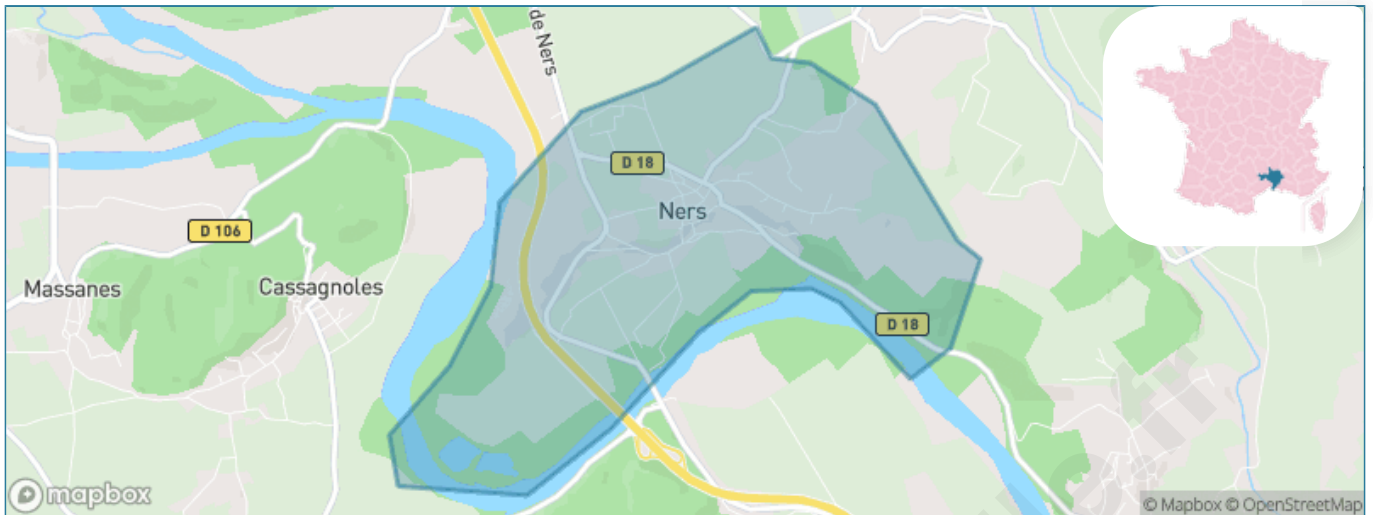 de Ners
D 18
Ners
D 106
Massanes
Cassagnoles
D 18
mapbox
© Mapbox © OpenStreetMap